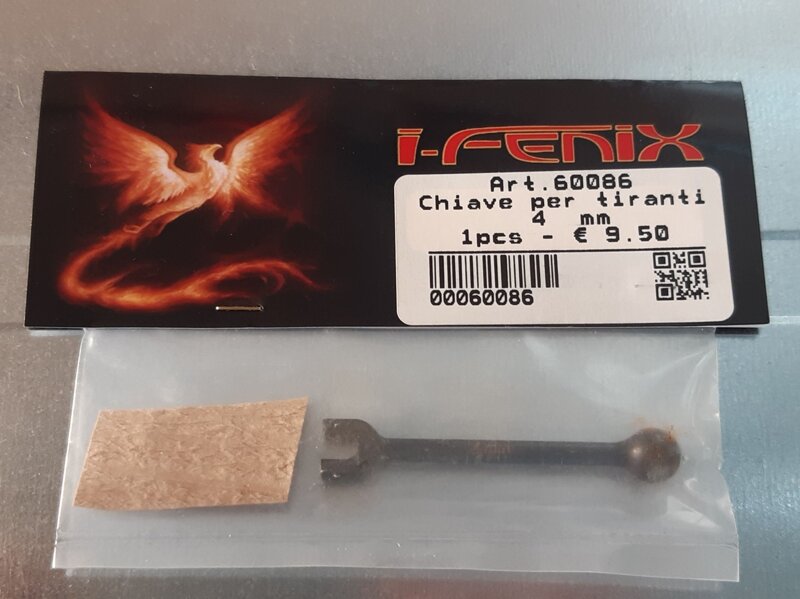 i-FENIX
Art.60086
Chiave per tiranti
4 mm
1pcs - € 9.50
00060086